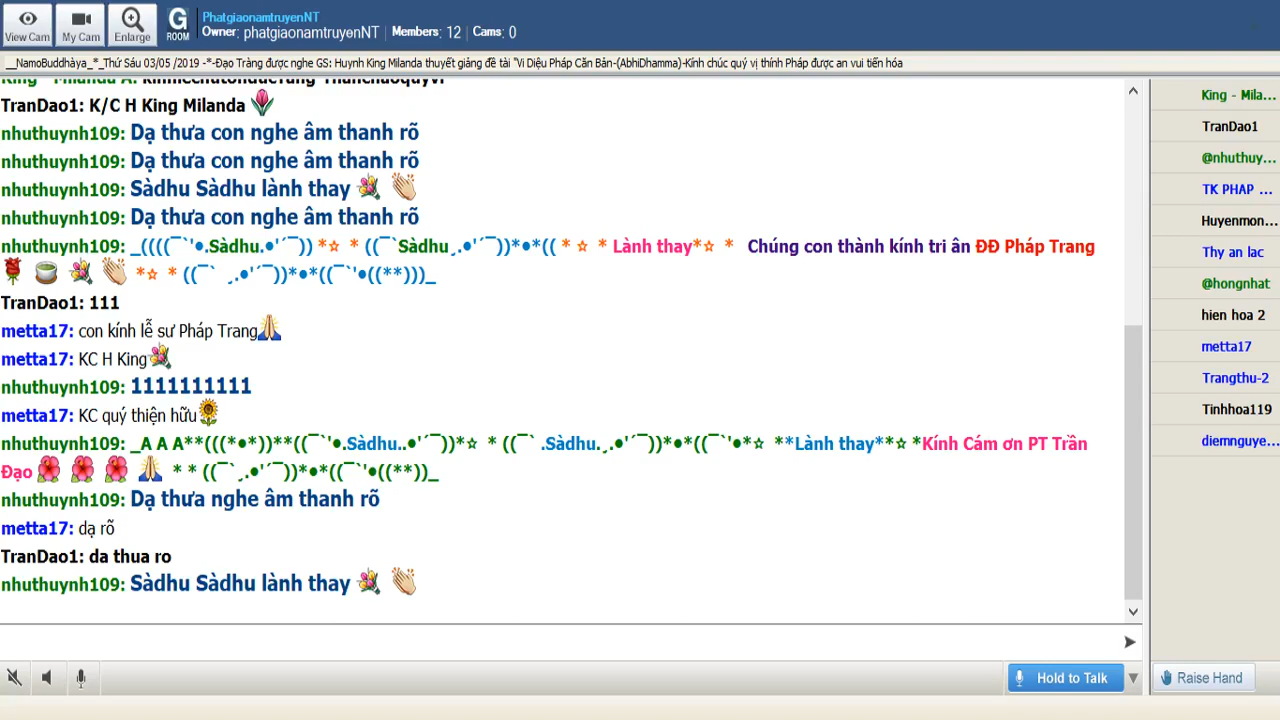 View Cam
My Cam
Enlarge
G
ROOM
PhatgiaonamtruyenNT
Owner: phatgiaonamtruyenNT Members: 12 Cams: 0
__NamoBuddhàya_*_Thứ Sáu 03/05 /2019 -*-Đạo Tràng được nghe GS: Huynh King Milanda thuyết giảng đề tài "Vi Diệu Pháp Căn Bản-(AbhiDhamma)-Kính chúc quý vị thính Pháp được an vui tiến hóa
TranDao1: K/C H King Milanda
nhuthuynh109: Dạ thưa con nghe âm thanh rõ
nhuthuynh109: Dạ thưa con nghe âm thanh rõ
nhuthuynh109: Sàdhu Sàdhu lành thay
nhuthuynh109: Dạ thưa con nghe âm thanh rõ
nhuthuynh109: _((((¯`'•.Sàdhu.•'´¯)) *☆ * ((¯`Sàdhu¸.•'´¯))*•*(( * ☆ * Lành thay*☆ * Chúng con thành kính tri ân ĐĐ Pháp Trang
*☆ * ((¯` ¸.•'´¯))*•*((¯`'•((**)))_
TranDao1: 111
metta17: con kính lễ sư Pháp Trang
metta17: KC H King
nhuthuynh109: 1111111111
metta17: KC quý thiện hữu
nhuthuynh109: _A A A**(((*•*))**((¯`'•.Sàdhu..•'´¯))*☆ * ((¯` .Sàdhu.¸.•'´¯))*•*((¯`'•*☆ **Lành thay**☆ *Kính Cám ơn PT Trần
Đạo * * ((¯`¸.•'´¯))*•*((¯`'•((**))_
nhuthuynh109: Dạ thưa nghe âm thanh rõ
metta17: dạ rõ
TranDao1: da thua ro
nhuthuynh109: Sàdhu Sàdhu lành thay
King - Mila...
TranDao1
@nhuthuy...
TK PHAP ...
Huyenmon...
Thy an lac
@hongnhat
hien hoa 2
metta17
Trangthu-2
Tinhhoa119
diemnguye...
Hold to Talk
Raise Hand